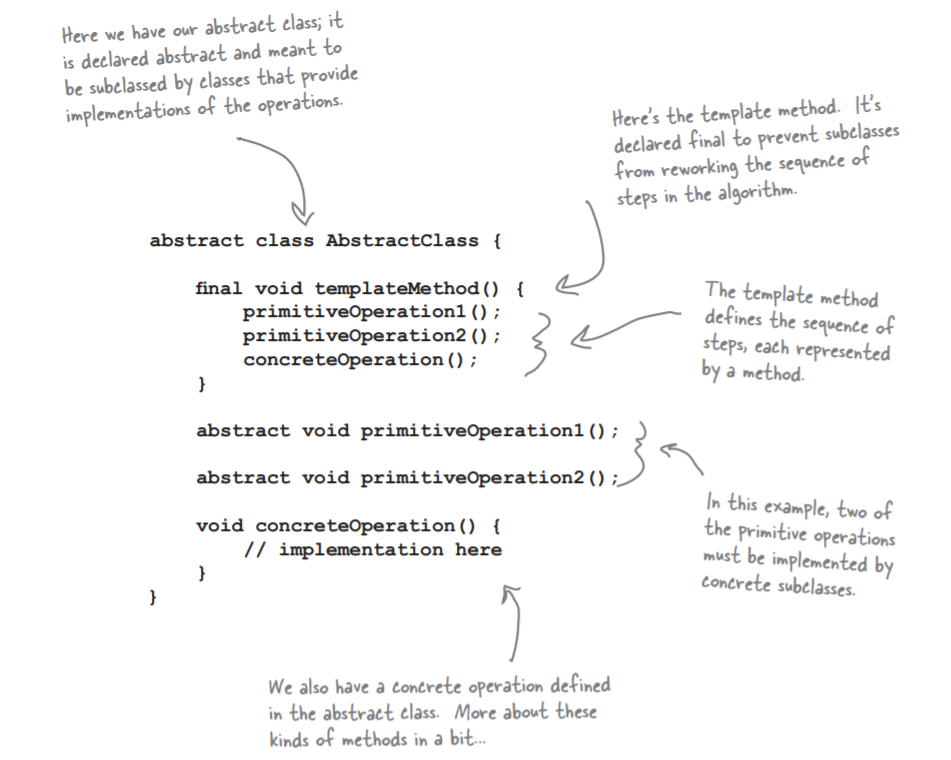 Here we have our abstract class; it
is declared abstract and meant to
be subclassed by classes that provide
implementations of the operations.
Here's the template method. It's
declared final to prevent subclasses
from reworking the sequence of
steps in the algorithm.
abstract class AbstractClass {
final void templateMethod() {
primitiveOperation1();
primitiveOperation2();
concreteOperation();
}
The template method
defines the sequence of
steps, each represented
by a method.
abstract void primitiveOperation1();
abstract void primitiveOperation2();
In this example, two of
the primitive operations
must be implemented by
concrete subclasses.
void concreteOperation() {
// implementation here
}
}
We also have a concrete operation defined
in the abstract class. More about these
kinds of methods in a bit...